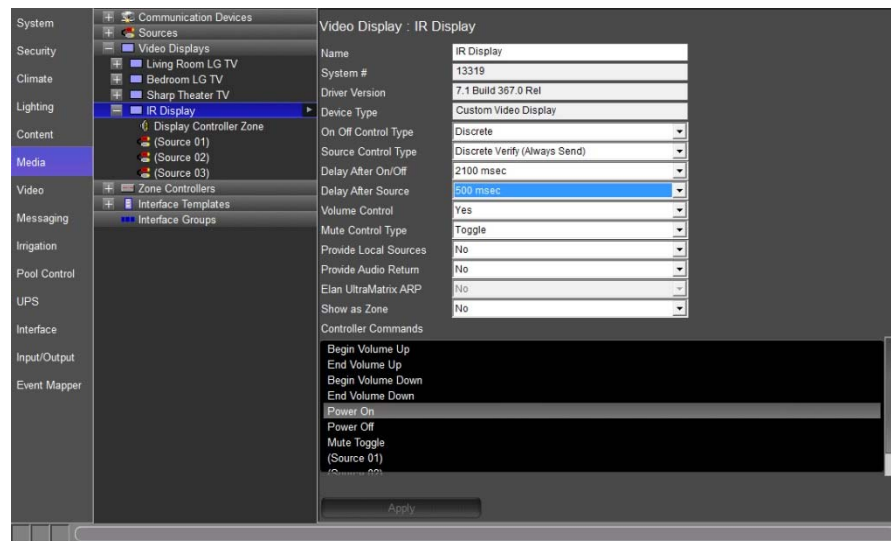 System
Security
Climate
Lighting
Content
Media
Video
Messaging
Irrigation
Pool Control
UPS
Interface
Input/Output
Event Mapper
Communication Devices
Sources
Video Displays
Living Room LG TV
Bedroom LG TV
Sharp Theater TV
IR Display
Display Controller Zone
(Source 01)
(Source 02)
(Source 03)
Zone Controllers
Interface Templates
Interface Groups
Video Display : IR Display
Name IR Display
System # 13319
Driver Version 7.1 Build 367.0 Rel
Device Type Custom Video Display
On Off Control Type Discrete
Source Control Type Discrete Verify (Always Send)
Delay After On/Off 2100 msec
Delay After Source 500 msec
Volume Control Yes
Mute Control Type Toggle
Provide Local Sources No
Provide Audio Return No
Elan UltraMatrix ARP No
Show as Zone No
Controller Commands
Begin Volume Up
End Volume Up
Begin Volume Down
End Volume Down
Power On
Power Off
Mute Toggle
(Source 01)
(Source 02)
Apply